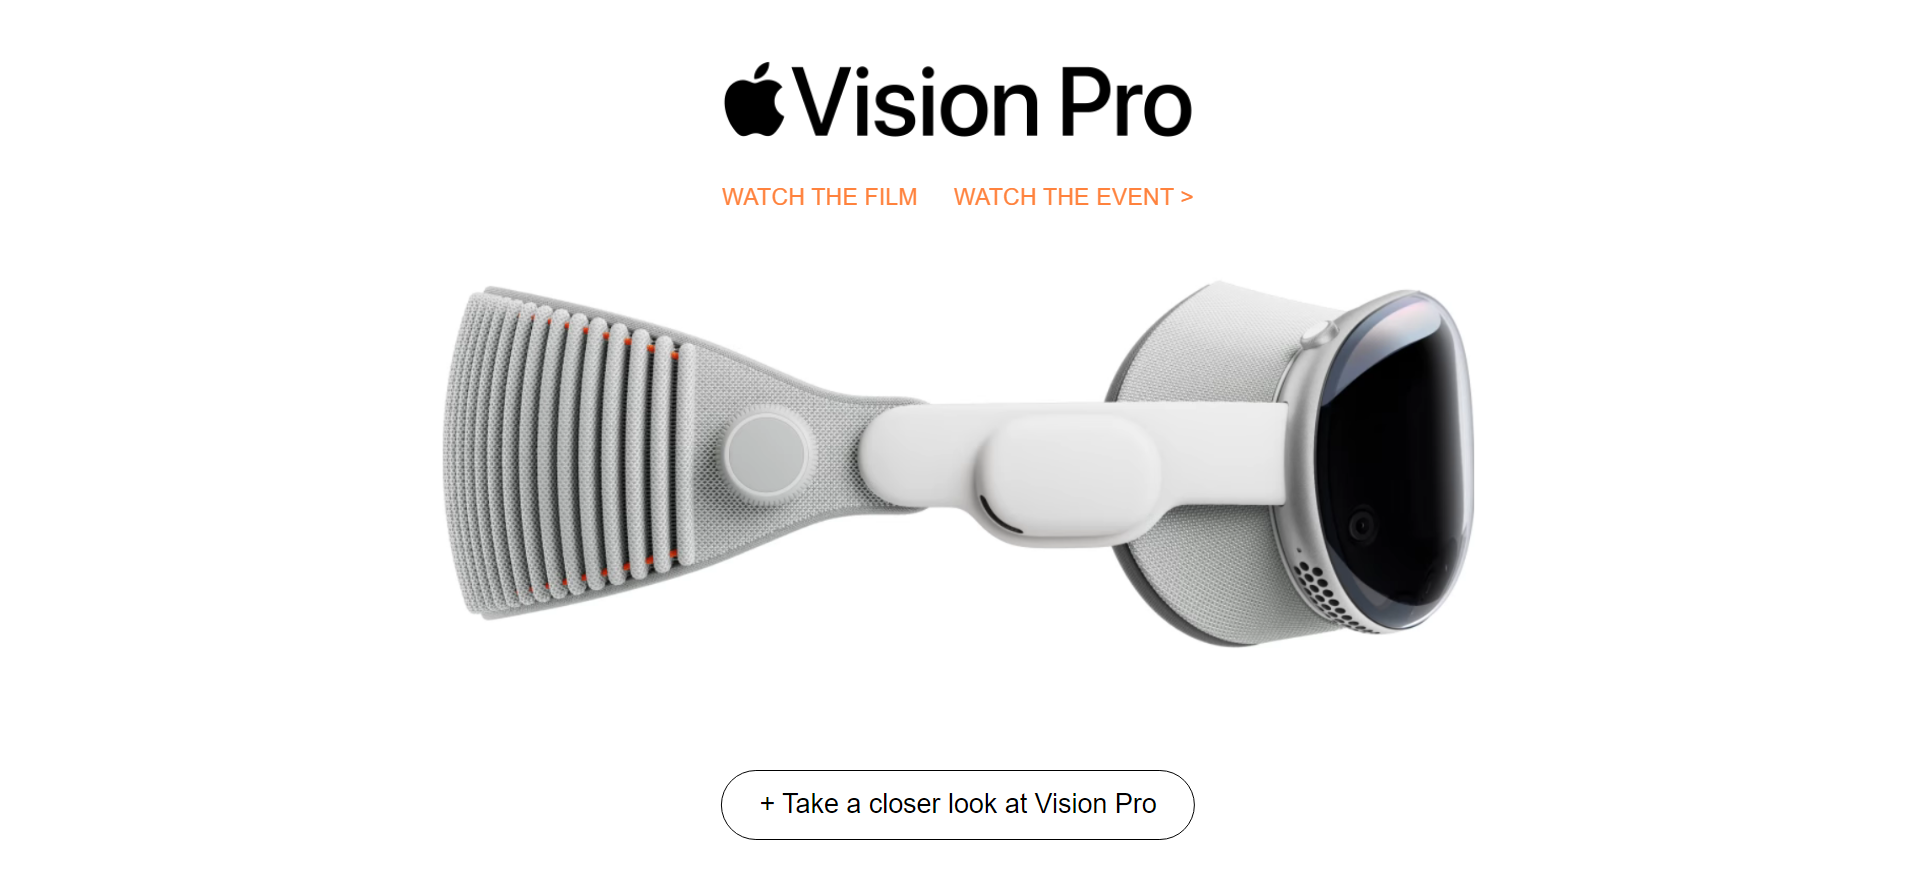 Vision Pro
WATCH THE FILM WATCH THE EVENT >
+ Take a closer look at Vision Pro